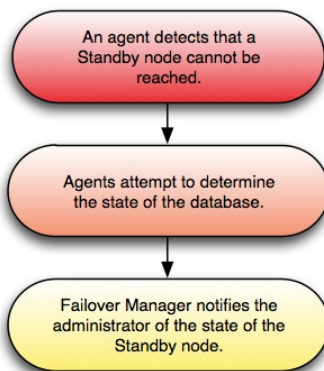 An agent detects that a
Standby node cannot be
reached.
Agents attempt to determine
the state of the database.
Failover Manager notifies the
administrator of the state of the
Standby node.